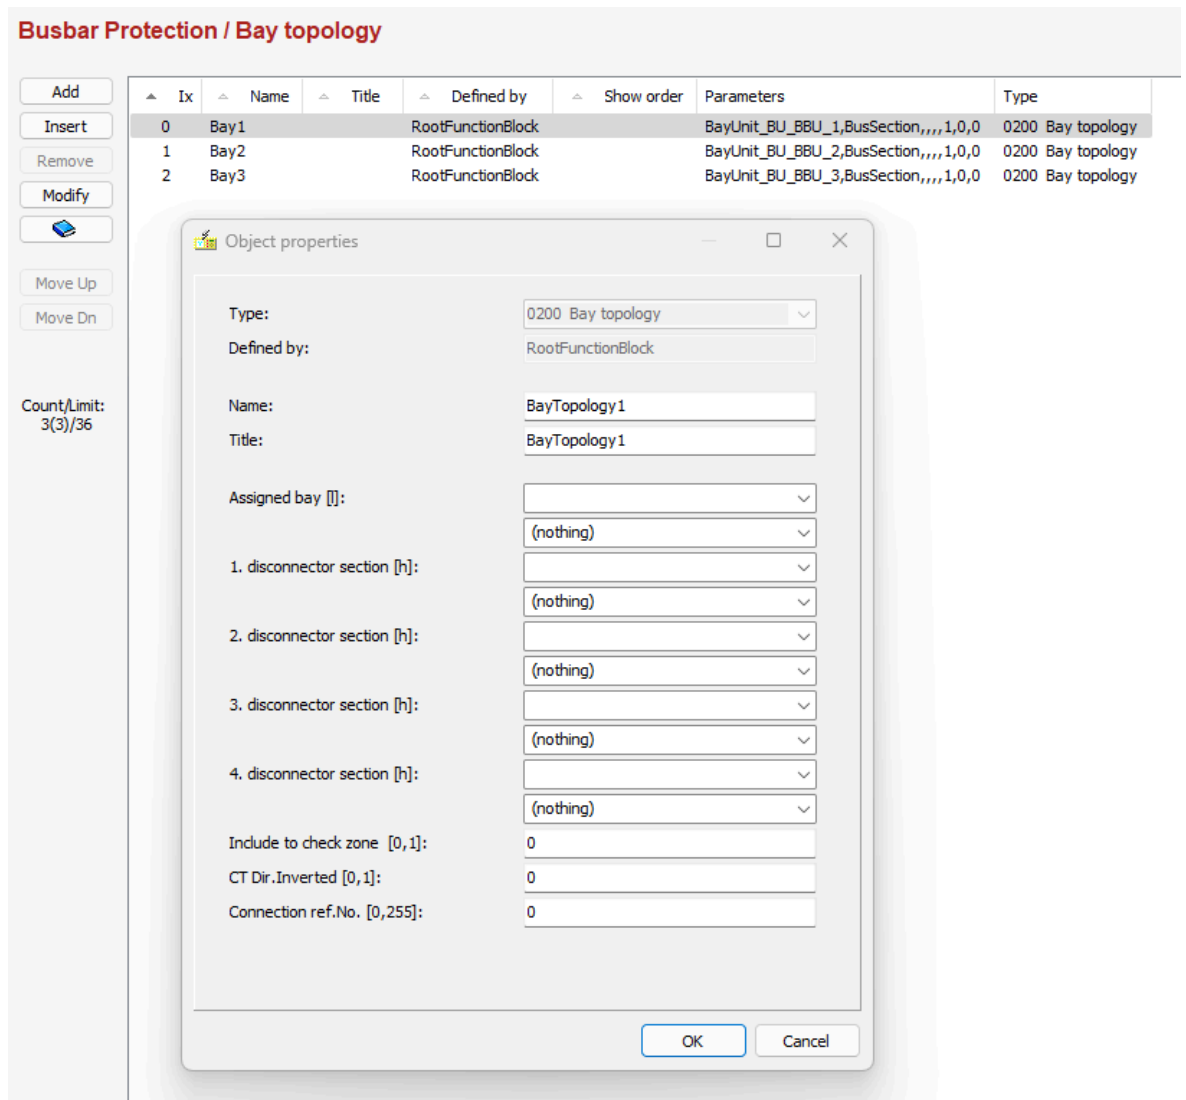 Busbar Protection / Bay topology
Add
Insert
Remove
Modify
Move Up
Move Dn
Count/Limit:
3(3)/36
Ix Name Title Defined by Show order Parameters Type
0 Bay1 RootFunctionBlock BayUnit_BU_BBU_1,BusSection,,,,1,0,0 0200 Bay topology
1 Bay2 RootFunctionBlock BayUnit_BU_BBU_2,BusSection,,,,1,0,0 0200 Bay topology
2 Bay3 RootFunctionBlock BayUnit_BU_BBU_3,BusSection,,,,1,0,0 0200 Bay topology
Object properties
Type: 0200 Bay topology
Defined by: RootFunctionBlock
Name: BayTopology1
Title: BayTopology1
Assigned bay [l]:
(nothing)
1. disconnector section [h]:
(nothing)
2. disconnector section [h]:
(nothing)
3. disconnector section [h]:
(nothing)
4. disconnector section [h]:
(nothing)
Include to check zone [0,1]: 0
CT Dir.Inverted [0,1]: 0
Connection ref.No. [0,255]: 0
OK Cancel